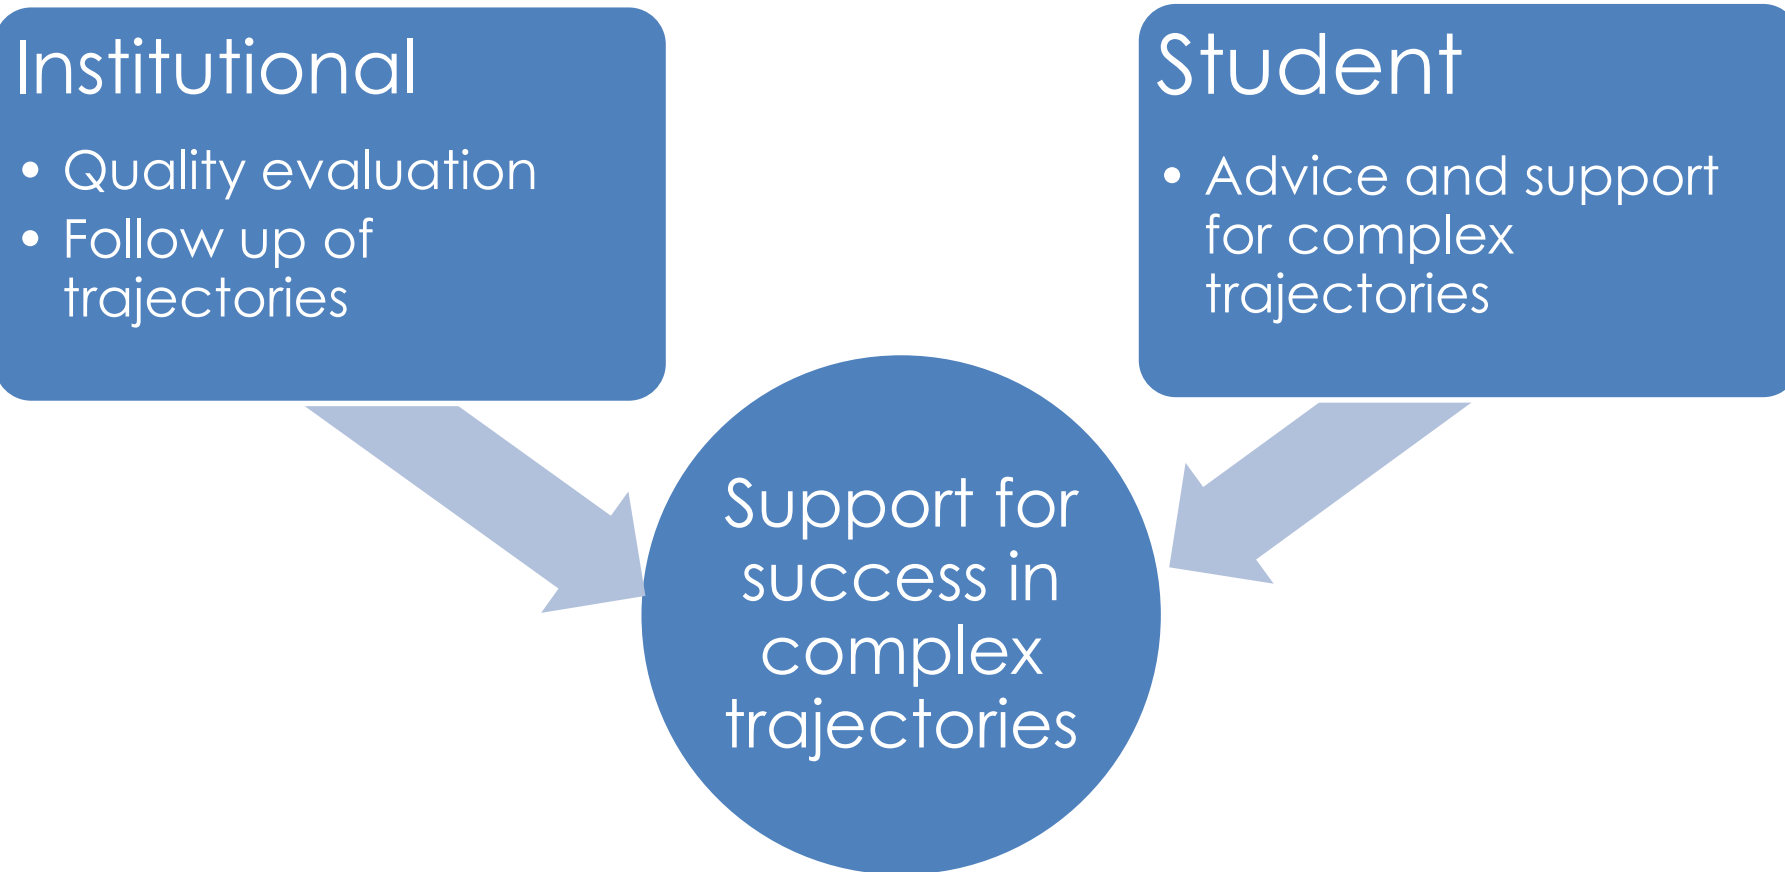 Institutional
• Quality evaluation
• Follow up of
trajectories
Student
• Advice and support
for complex
trajectories
Support for
success in
complex
trajectories